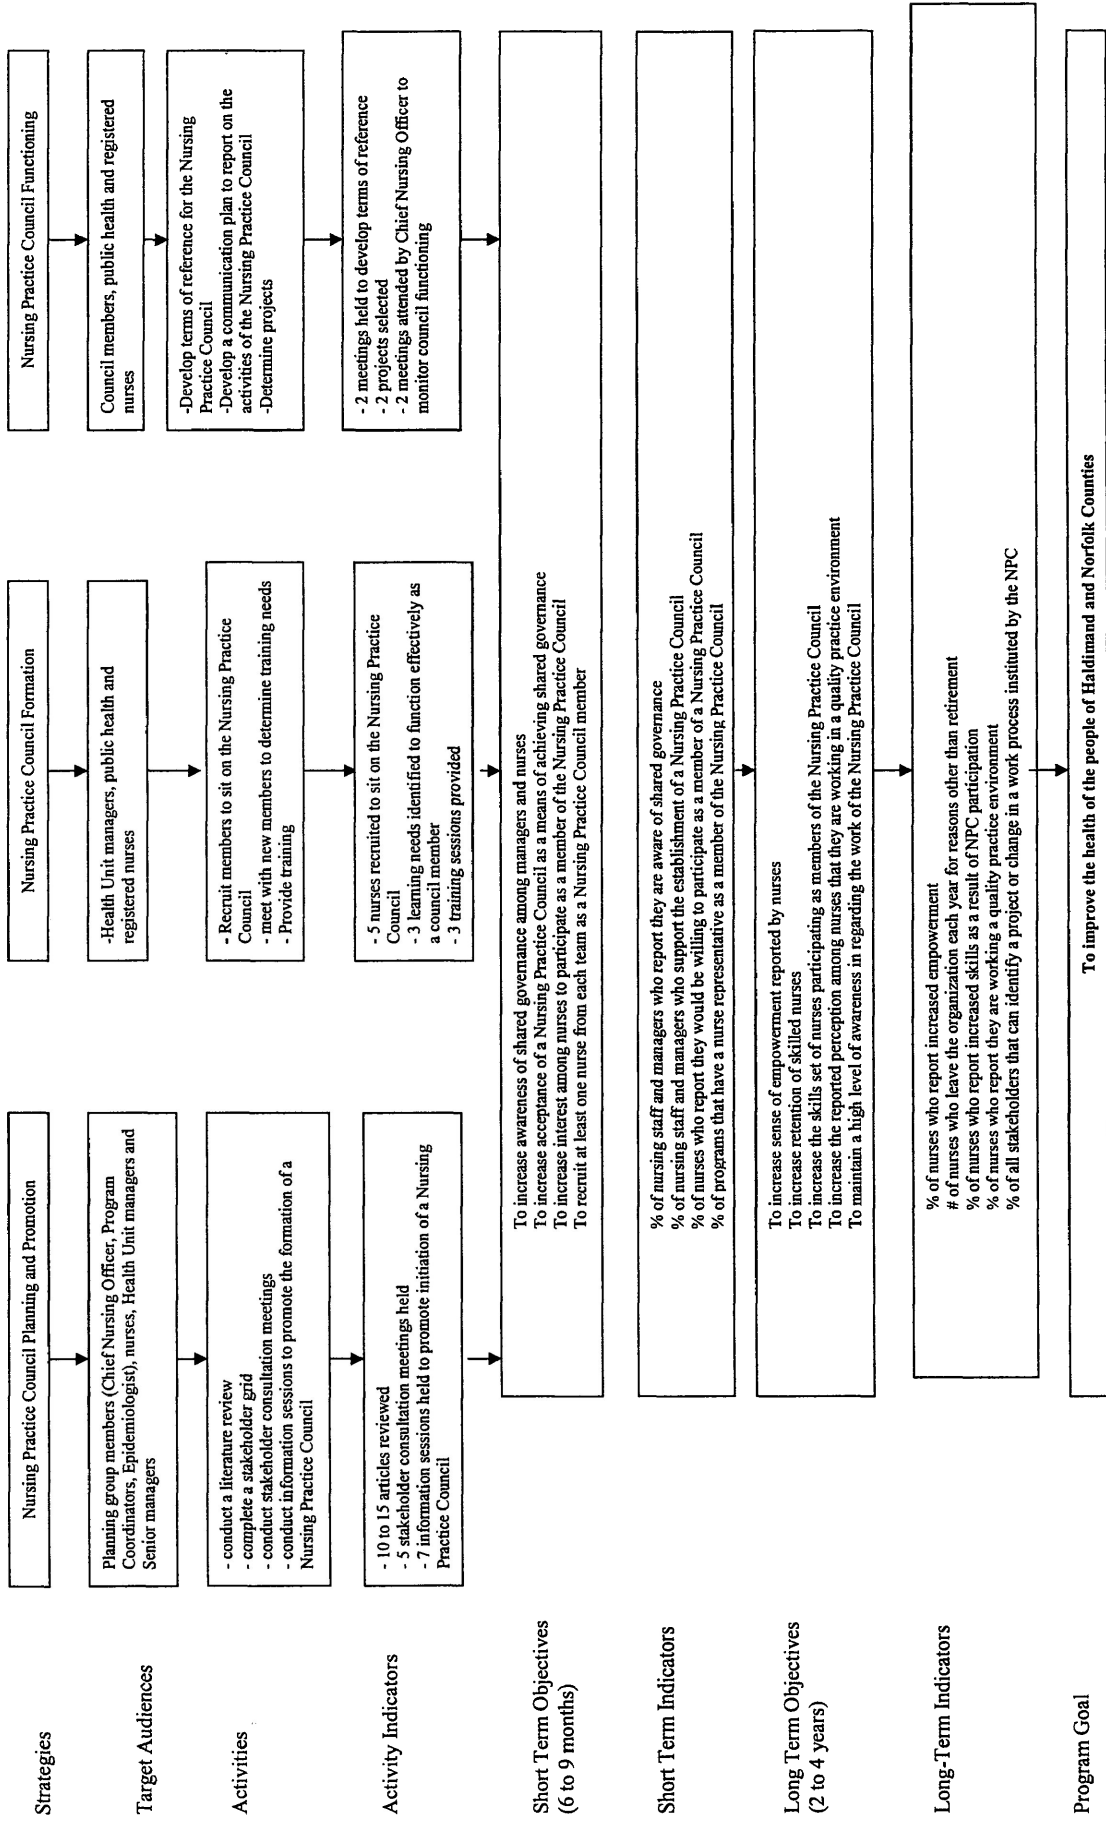 Strategies
Nursing Practice Council Planning and Promotion
Nursing Practice Council Formation
Nursing Practice Council Functioning
Target Audiences
Planning group members (Chief Nursing Officer, Program
Coordinators, Epidemiologist), nurses, Health Unit managers and
Senior managers
-Health Unit managers, public health and
registered nurses
Council members, public health and registered
nurses
Activities
- conduct a literature review
- complete a stakeholder grid
- conduct stakeholder consultation meetings
- conduct information sessions to promote the formation of a
Nursing Practice Council
- Recruit members to sit on the Nursing Practice
Council
- meet with new members to determine training needs
- Provide training
-Develop terms of reference for the Nursing
Practice Council
-Develop a communication plan to report on the
activities of the Nursing Practice Council
-Determine projects
Activity Indicators
- 10 to 15 articles reviewed
- 5 stakeholder consultation meetings held
- 7 information sessions held to promote initiation of a Nursing
Practice Council
- 5 nurses recruited to sit on the Nursing Practice
Council
- 3 learning needs identified to function effectively as
a council member
- 3 training sessions provided
- 2 meetings held to develop terms of reference
- 2 projects selected
- 2 meetings attended by Chief Nursing Officer to
monitor council functioning
Short Term Objectives
(6 to 9 months)
To increase awareness of shared governance among managers and nurses
To increase acceptance of a Nursing Practice Council as a means of achieving shared governance
To increase interest among nurses to participate as a member of the Nursing Practice Council
To recruit at least one nurse from each team as a Nursing Practice Council member
Short Term Indicators
% of nursing staff and managers who report they are aware of shared governance
% of nursing staff and managers who support the establishment of a Nursing Practice Council
% of nurses who report they would be willing to participate as a member of a Nursing Practice Council
% of programs that have a nurse representative as a member of the Nursing Practice Council
Long Term Objectives
(2 to 4 years)
To increase sense of empowerment reported by nurses
To increase retention of skilled nurses
To increase the skills set of nurses participating as members of the Nursing Practice Council
To increase the reported perception among nurses that they are working in a quality practice environment
To maintain a high level of awareness in regarding the work of the Nursing Practice Council
Long-Term Indicators
% of nurses who report increased empowerment
# of nurses who leave the organization each year for reasons other than retirement
% of nurses who report increased skills as a result of NPC participation
% of nurses who report they are working a quality practice environment
% of all stakeholders that can identify a project or change in a work process instituted by the NPC
Program Goal
To improve the health of the people of Haldimand and Norfolk Counties